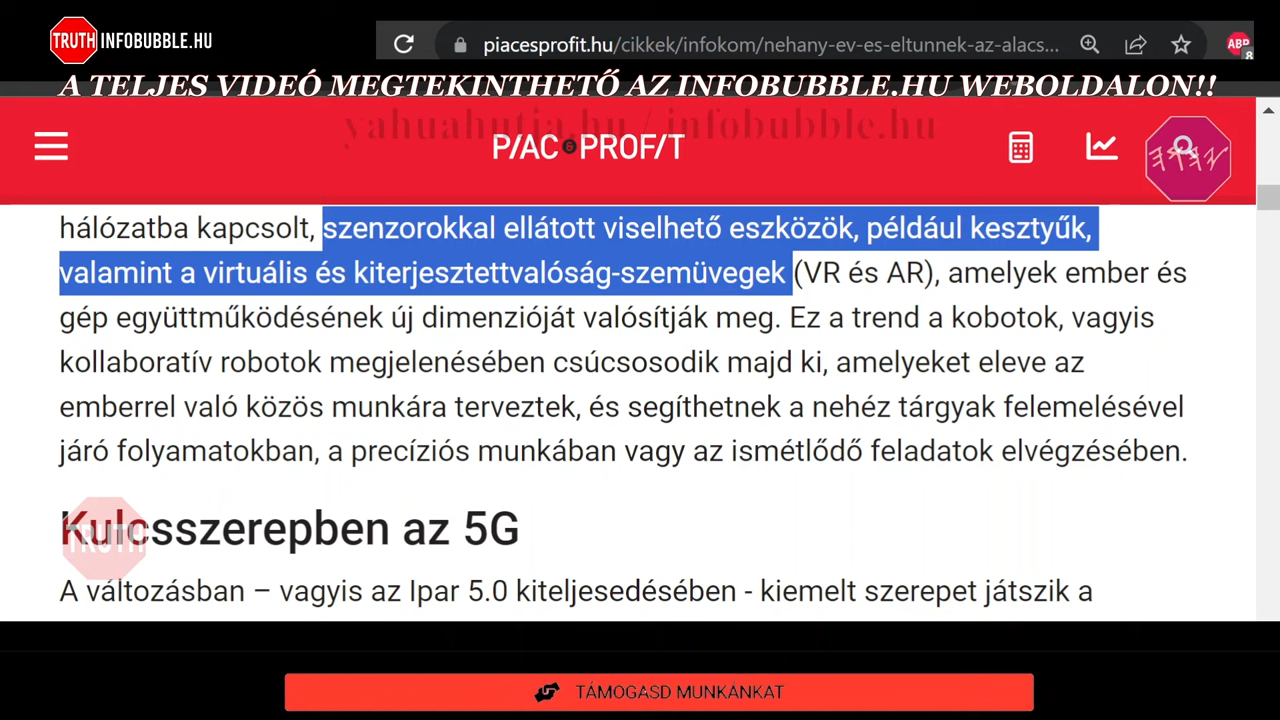 TRUTH INFOBUBBLE.HU
piacesprofit.hu/cikkek/infokom/nehany-ev-es-eltunnek-az-alacs...
ABP
8
A TELJES VIDEÓ MEGTEKINTHETŐ AZ INFOBUBBLE.HU WEBOLDALON!!
yahuahutja.hu / infobubble.hu
PIAC6PROFIT
hálózatba kapcsolt, szenzorokkal ellátott viselhető eszközök, például kesztyűk,
valamint a virtuális és kiterjesztettvalóság-szemüvegek (VR és AR), amelyek ember és
gép együttműködésének új dimenzióját valósítják meg. Ez a trend a kobotok, vagyis
kollaboratív robotok megjelenésében csúcsosodik majd ki, amelyeket eleve az
emberrel való közös munkára terveztek, és segíthetnek a nehéz tárgyak felemelésével
járó folyamatokban, a precíziós munkában vagy az ismétlődő feladatok elvégzésében.
Kulcsszerepben az 5G
TRUTH
A változásban – vagyis az Ipar 5.0 kiteljesedésében - kiemelt szerepet játszik a
TÁMOGASD MUNKÁNKAT